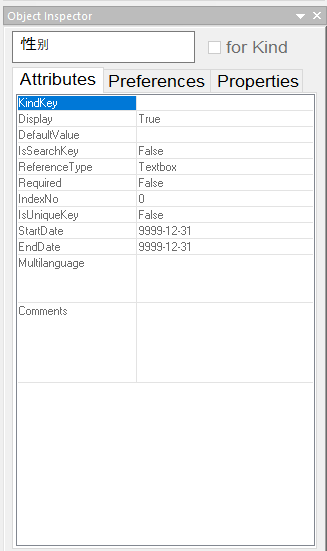 Object Inspector
性别
for Kind
Attributes Preferences Properties
KindKey
Display True
DefaultValue
IsSearchKey False
ReferenceType Textbox
Required False
IndexNo 0
IsUniqueKey False
StartDate 9999-12-31
EndDate 9999-12-31
Multilanguage
Comments